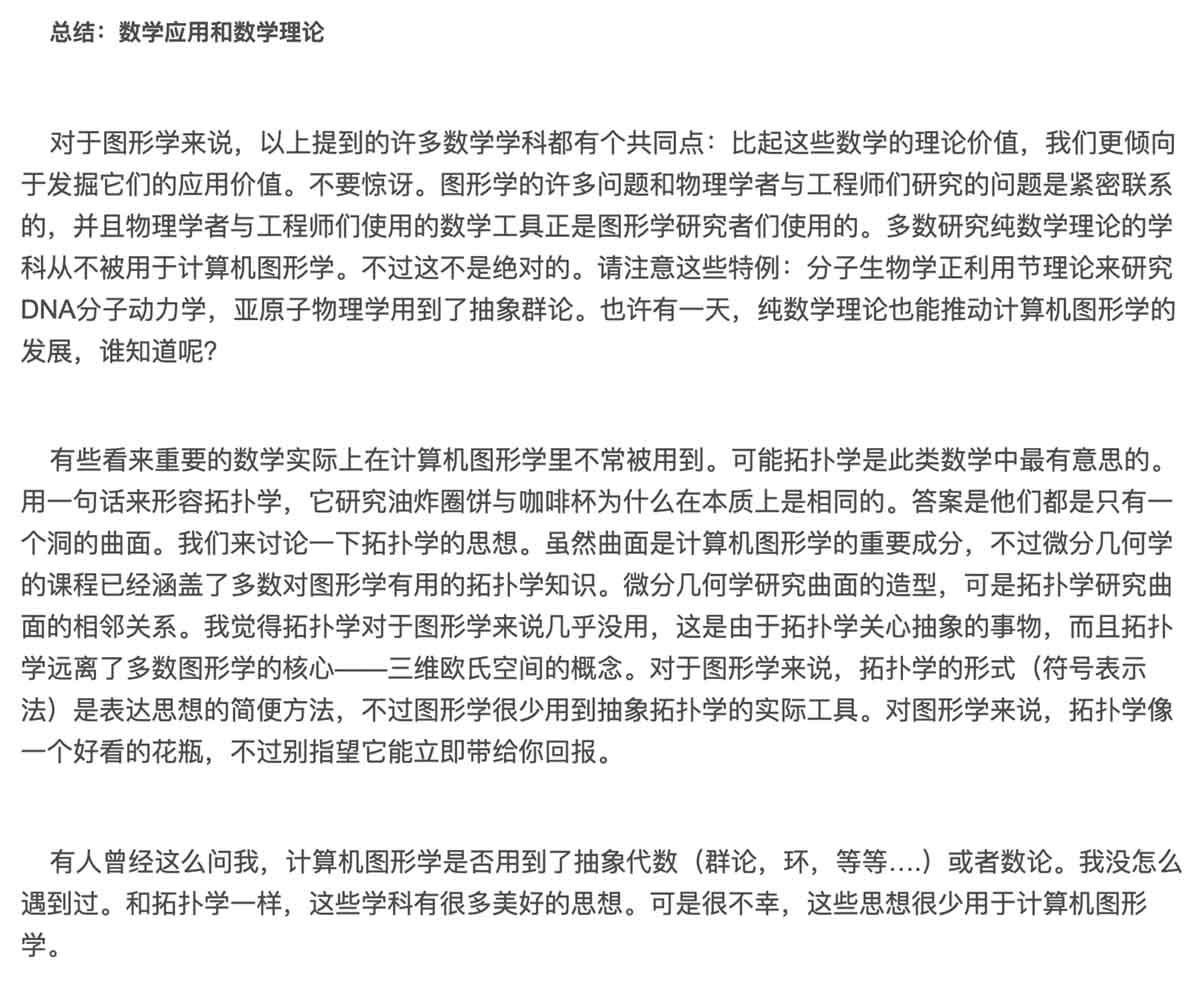 总结：数学应用和数学理论
对于图形学来说，以上提到的许多数学学科都有个共同点：比起这些数学的理论价值，我们更倾向
于发掘它们的应用价值。不要惊讶。图形学的许多问题和物理学者与工程师们研究的问题是紧密联系
的，并且物理学者与工程师们使用的数学工具正是图形学研究者们使用的。多数研究纯数学理论的学
科从不被用于计算机图形学。不过这不是绝对的。请注意这些特例：分子生物学正利用节理论来研究
DNA分子动力学，亚原子物理学用到了抽象群论。也许有一天，纯数学理论也能推动计算机图形学的
发展，谁知道呢?
有些看来重要的数学实际上在计算机图形学里不常被用到。可能拓扑学是此类数学中最有意思的。
用一句话来形容拓扑学，它研究油炸圈饼与咖啡杯为什么在本质上是相同的。答案是他们都是只有一
个洞的曲面。我们来讨论一下拓扑学的思想。虽然曲面是计算机图形学的重要成分，不过微分几何学
的课程已经涵盖了多数对图形学有用的拓扑学知识。微分几何学研究曲面的造型，可是拓扑学研究曲
面的相邻关系。我觉得拓扑学对于图形学来说几乎没用，这是由于拓扑学关心抽象的事物，而且拓扑
学远离了多数图形学的核心——三维欧氏空间的概念。对于图形学来说，拓扑学的形式（符号表示
法）是表达思想的简便方法，不过图形学很少用到抽象拓扑学的实际工具。对图形学来说，拓扑学像
一个好看的花瓶，不过别指望它能立即带给你回报。
有人曾经这么问我，计算机图形学是否用到了抽象代数（群论，环，等等....）或者数论。我没怎么
遇到过。和拓扑学一样，这些学科有很多美好的思想。可是很不幸，这些思想很少用于计算机图形
学。